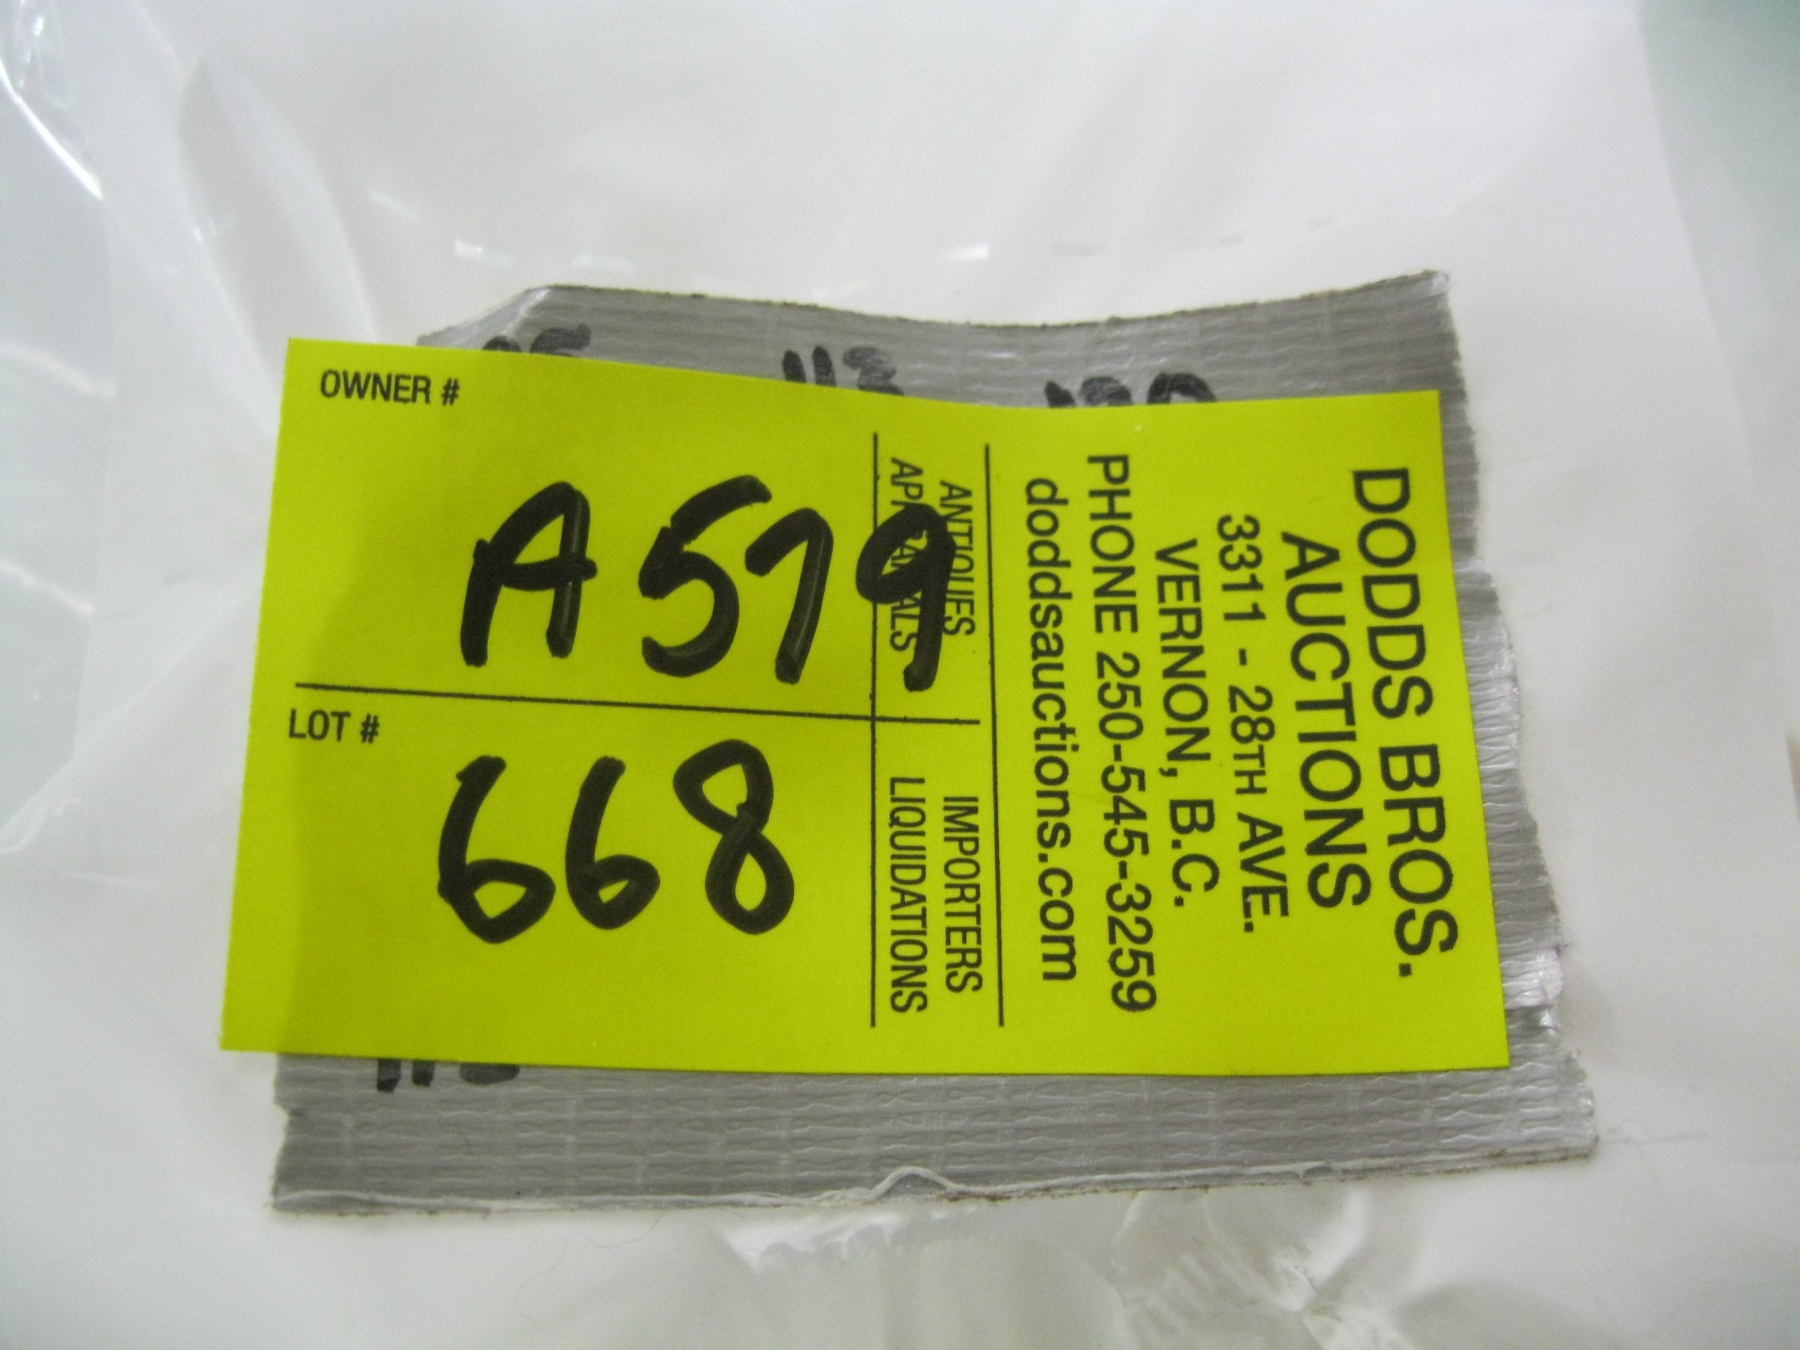 OWNER #
A579
LOT #
668
DODDS BROS.
AUCTIONS
3311 - 28TH AVE.
VERNON, B.C.
PHONE 250-545-3259
doddsauctions.com
ANTIQUES
APPRAISALS
IMPORTERS
LIQUIDATIONS
113